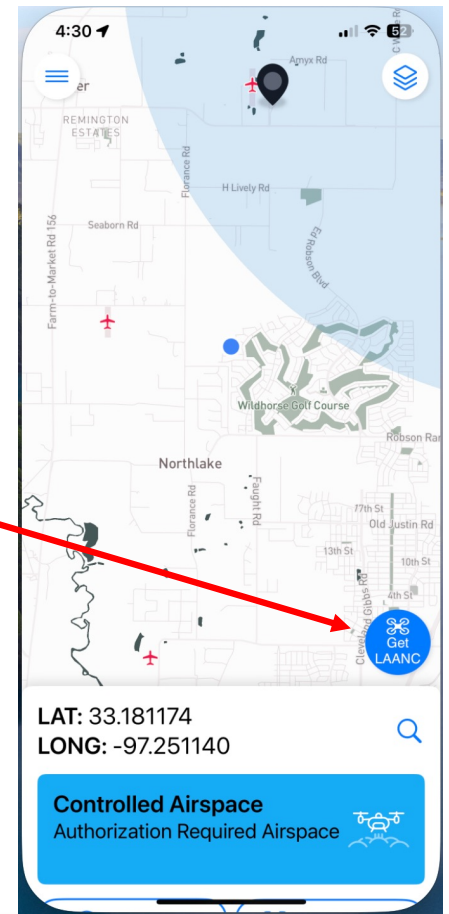 4:30
52
C W
Amyx Rd
er
REMINGTON
ESTATES
Florance Rd
H Lively Rd
Farm-to-Market Rd 156
Seaborn Rd
Ed Robson Blvd
Wildhorse Golf Course
Robson Ran
Northlake
Florance Rd
Faught Rd
77th St
Old Justin Rd
13th St
10th St
4th St
Cleveland Gibbs Rd
Get
LAANC
LAT: 33.181174
LONG: -97.251140
Controlled Airspace
Authorization Required Airspace